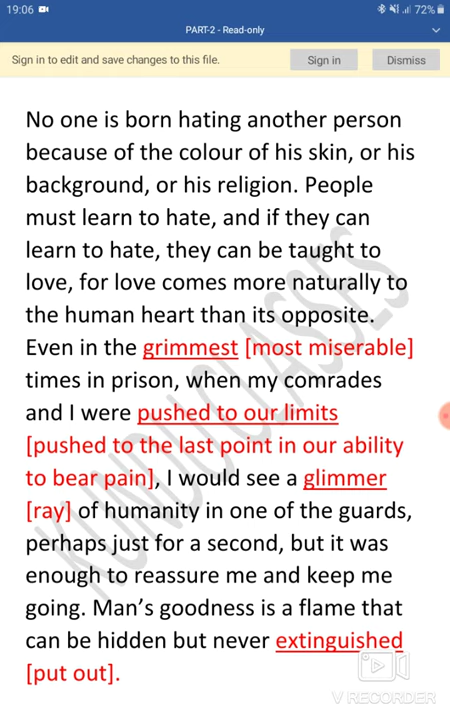 19:06 72%
PART-2 - Read-only
Sign in to edit and save changes to this file. Sign in Dismiss
No one is born hating another person
because of the colour of his skin, or his
background, or his religion. People
must learn to hate, and if they can
learn to hate, they can be taught to
love, for love comes more naturally to
the human heart than its opposite.
Even in the grimmest [most miserable]
times in prison, when my comrades
and I were pushed to our limits
[pushed to the last point in our ability
to bear pain], I would see a glimmer
[ray] of humanity in one of the guards,
perhaps just for a second, but it was
enough to reassure me and keep me
going. Man’s goodness is a flame that
can be hidden but never extinguished
[put out].
KUNDU CLASSES
V RECORDER